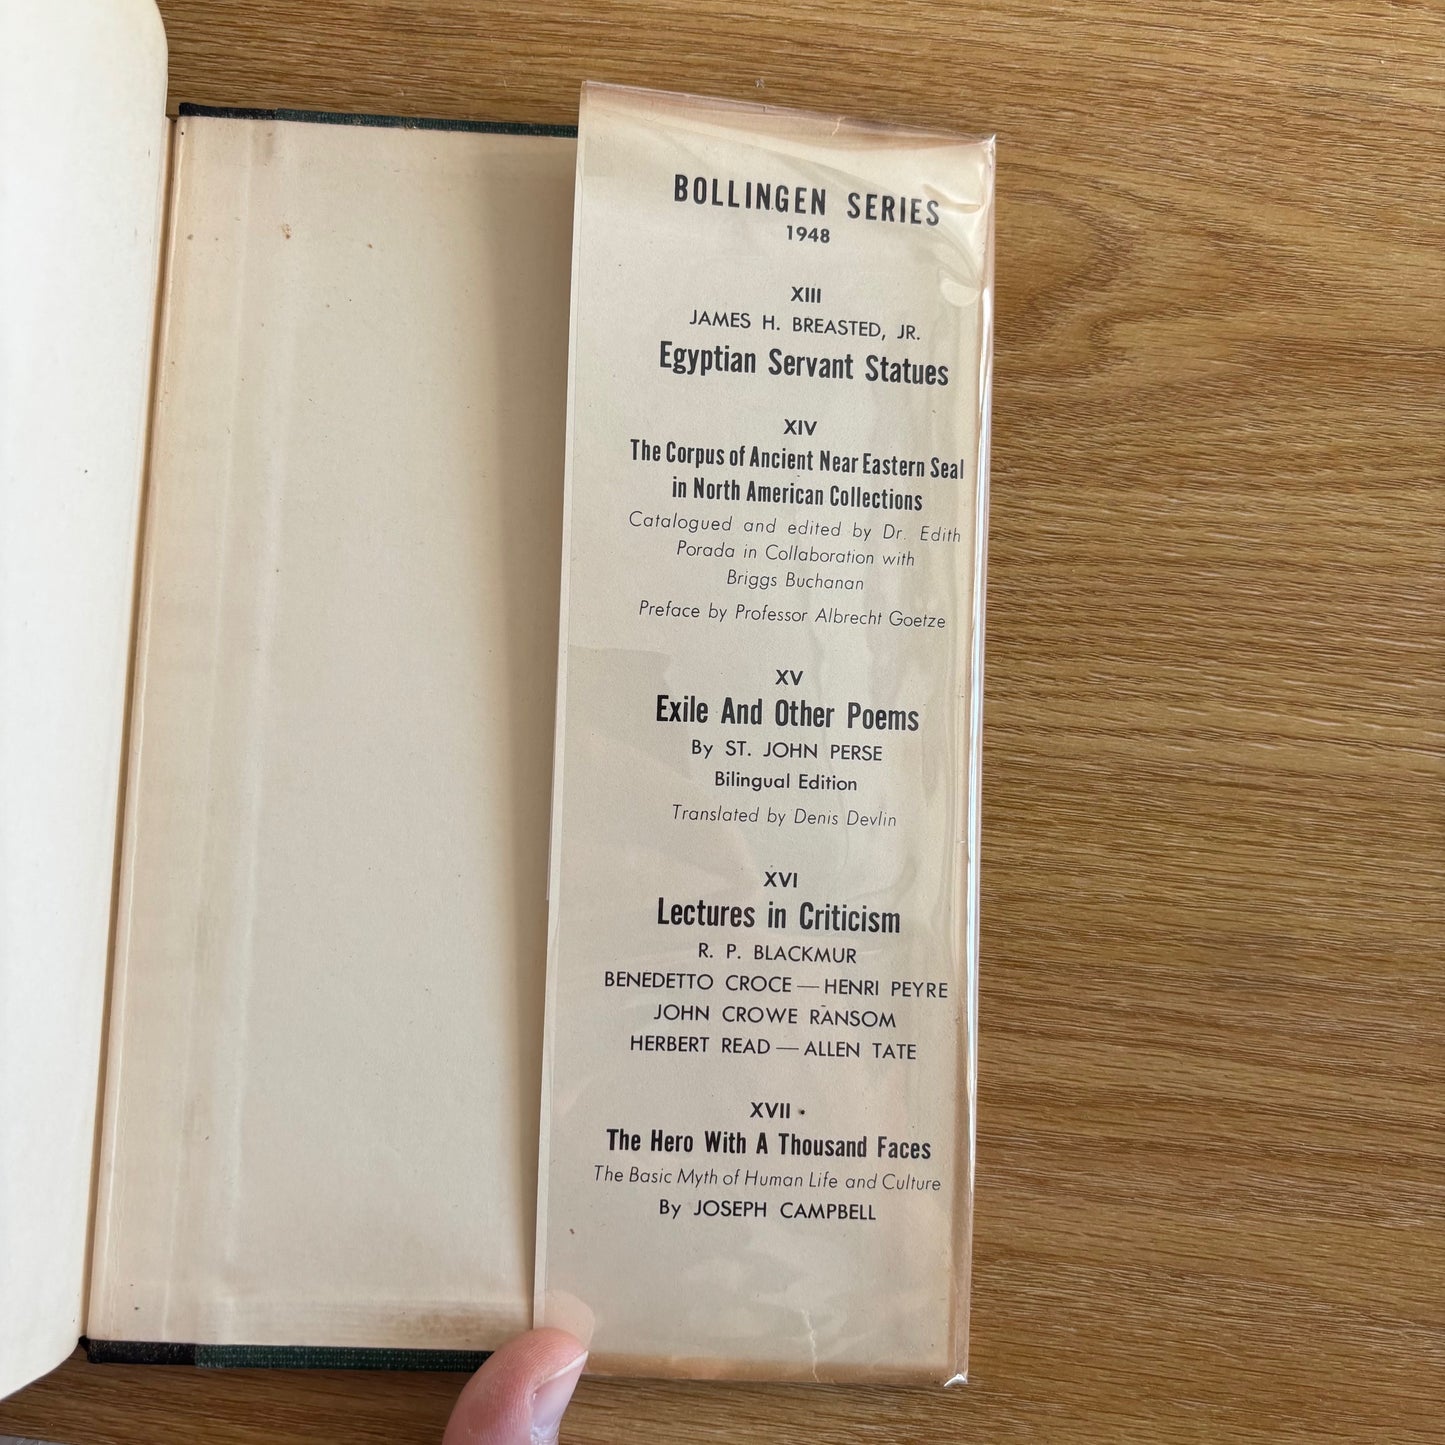 BOLLINGEN SERIES
1948
XIII
JAMES H. BREASTED, JR.
Egyptian Servant Statues
XIV
The Corpus of Ancient Near Eastern Seal
in North American Collections
Catalogued and edited by Dr. Edith
Porada in Collaboration with
Briggs Buchanan
Preface by Professor Albrecht Goetze
XV
Exile And Other Poems
By ST. JOHN PERSE
Bilingual Edition
Translated by Denis Devlin
XVI
Lectures in Criticism
R. P. BLACKMUR
BENEDETTO CROCE — HENRI PEYRE
JOHN CROWE RANSOM
HERBERT READ — ALLEN TATE
XVII
The Hero With A Thousand Faces
The Basic Myth of Human Life and Culture
By JOSEPH CAMPBELL